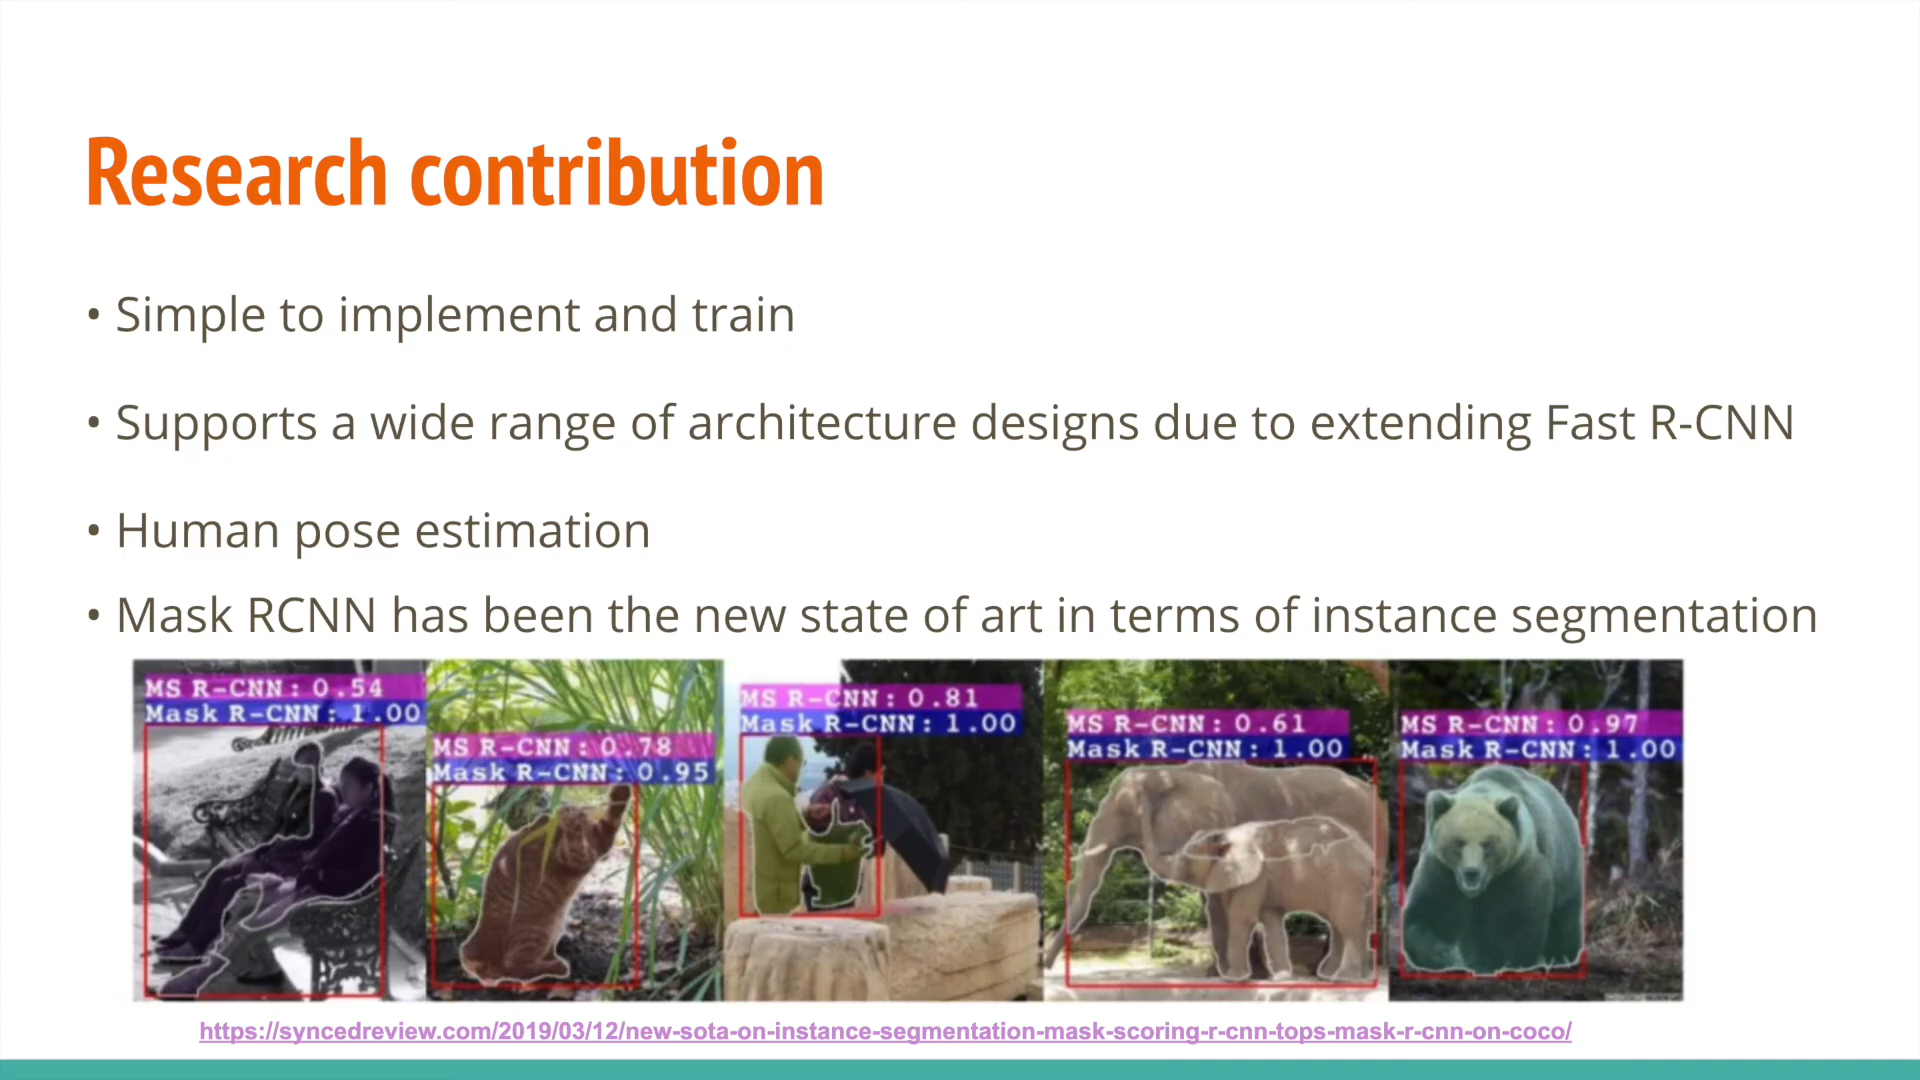 Research contribution
• Simple to implement and train
• Supports a wide range of architecture designs due to extending Fast R-CNN
• Human pose estimation
• Mask RCNN has been the new state of art in terms of instance segmentation
MS R-CNN: 0.54
Mask R-CNN: 1.00
MS R-CNN: 0.78
Mask R-CNN: 0.95
MS R-CNN: 0.81
Mask R-CNN: 1.00
MS R-CNN: 0.61
Mask R-CNN: 1.00
MS R-CNN: 0.97
Mask R-CNN: 1.00
https://syncedreview.com/2019/03/12/new-sota-on-instance-segmentation-mask-scoring-r-cnn-tops-mask-r-cnn-on-coco/